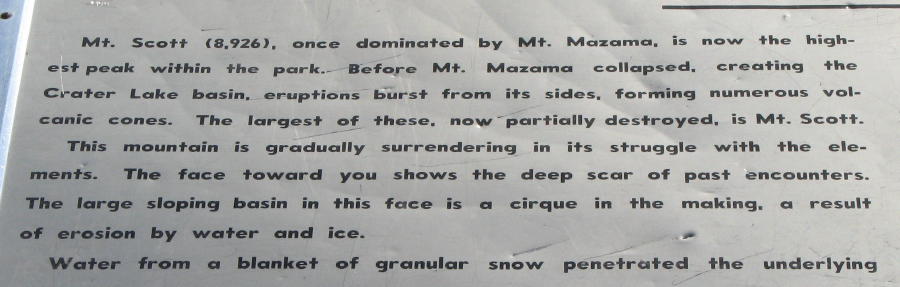 Mt. Scott (8,926), once dominated by Mt. Mazama, is now the high-
est peak within the park. Before Mt. Mazama collapsed, creating the
Crater Lake basin, eruptions burst from its sides, forming numerous vol-
canic cones. The largest of these, now partially destroyed, is Mt. Scott.
This mountain is gradually surrendering in its struggle with the ele-
ments. The face toward you shows the deep scar of past encounters.
The large sloping basin in this face is a cirque in the making, a result
of erosion by water and ice.
Water from a blanket of granular snow penetrated the underlying